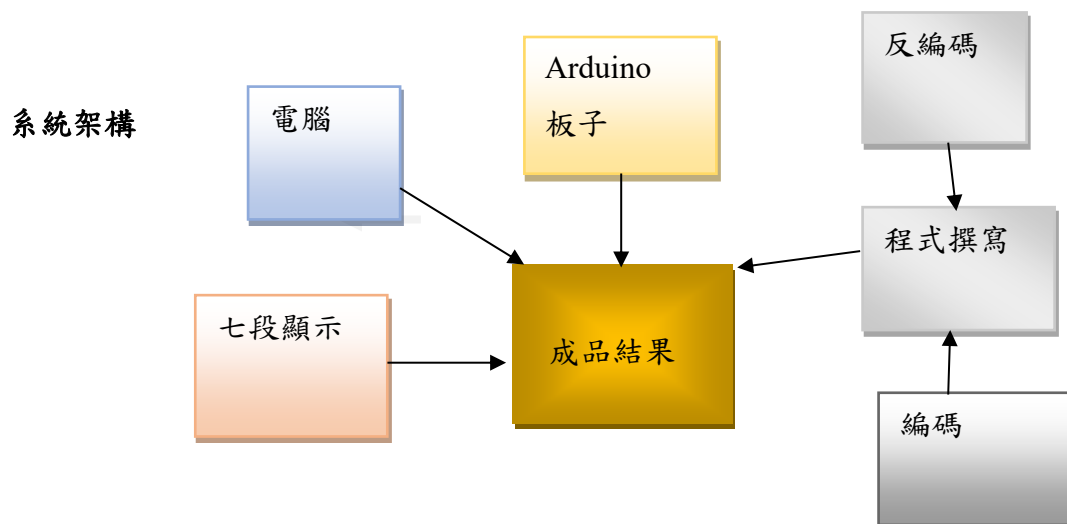 反編碼
Arduino
板子
電腦
系統架構
程式撰寫
七段顯示
成品結果
編碼